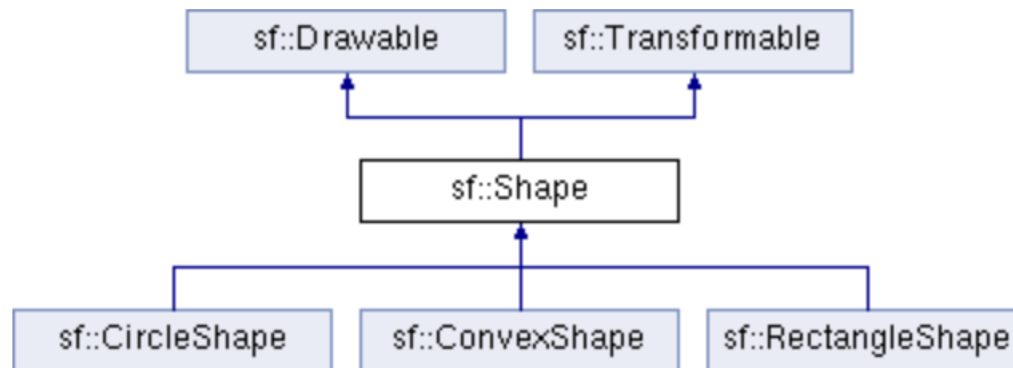 sf::Drawable
sf::Transformable
sf::Shape
sf::CircleShape
sf::ConvexShape
sf::RectangleShape